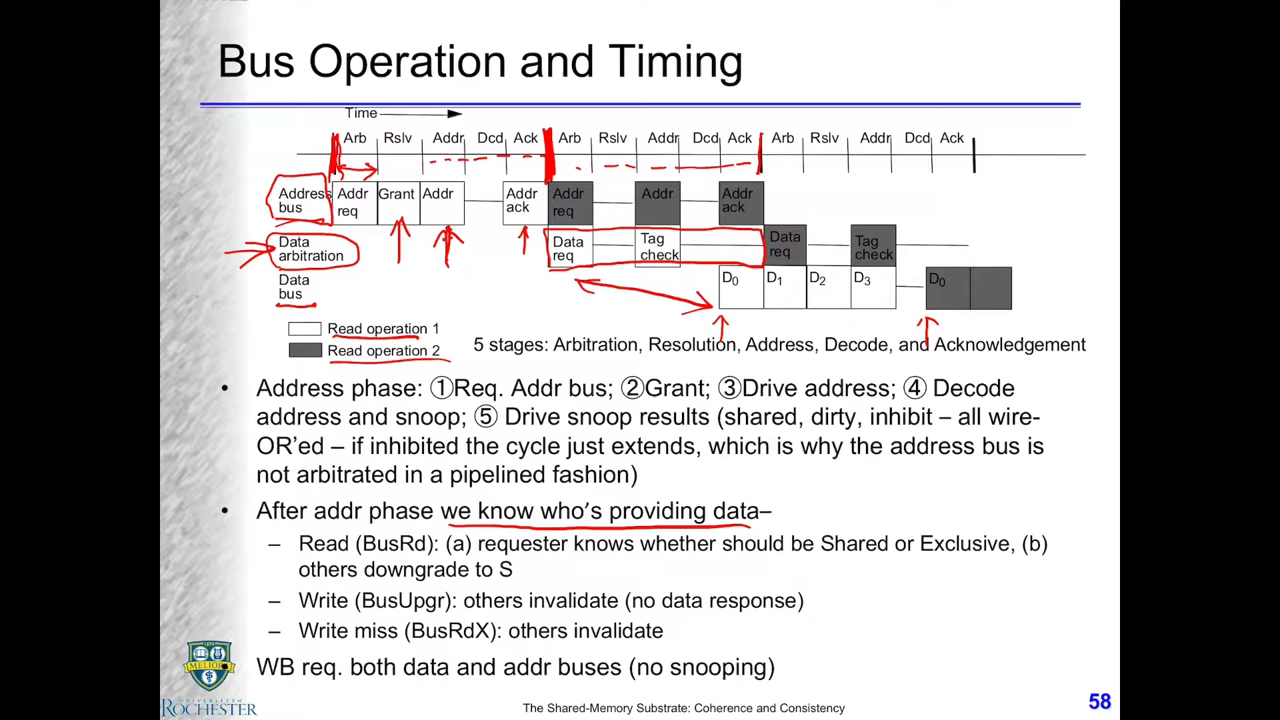 Bus Operation and Timing
Time
Arb Rslv Addr Dcd Ack Arb Rslv Addr Dcd Ack Arb Rslv Addr Dcd Ack
Address bus Addr req Grant Addr Addr ack Addr req Addr Addr ack
Data arbitration Data req Tag check Data req Tag check
Data bus D0 D1 D2 D3 D0
Read operation 1
Read operation 2
5 stages: Arbitration, Resolution, Address, Decode, and Acknowledgement
• Address phase: ①Req. Addr bus; ②Grant; ③Drive address; ④ Decode
address and snoop; ⑤ Drive snoop results (shared, dirty, inhibit – all wire-
OR’ed – if inhibited the cycle just extends, which is why the address bus is
not arbitrated in a pipelined fashion)
• After addr phase we know who’s providing data–
– Read (BusRd): (a) requester knows whether should be Shared or Exclusive, (b)
others downgrade to S
– Write (BusUpgr): others invalidate (no data response)
– Write miss (BusRdX): others invalidate
WB req. both data and addr buses (no snooping)
MELIORA
UNIVERSITY of
ROCHESTER
The Shared-Memory Substrate: Coherence and Consistency
58